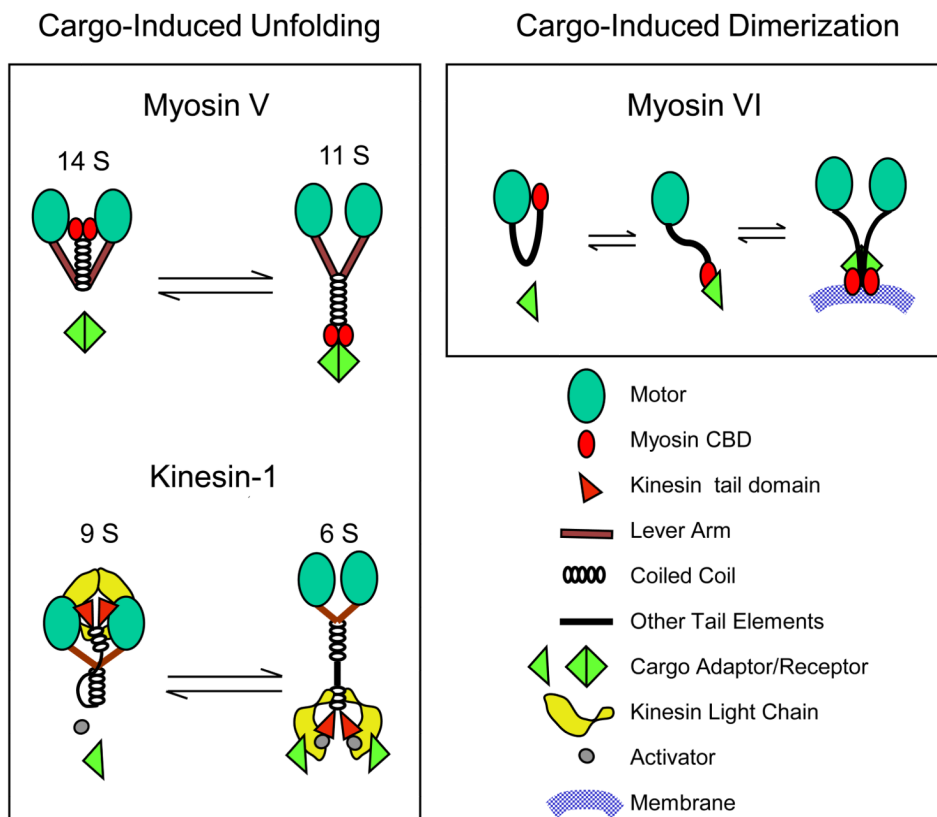 Cargo-Induced Unfolding
Cargo-Induced Dimerization
Myosin V
14 S
11 S
Kinesin-1
9 S
6 S
Myosin VI
Motor
Myosin CBD
Kinesin tail domain
Lever Arm
Coiled Coil
Other Tail Elements
Cargo Adaptor/Receptor
Kinesin Light Chain
Activator
Membrane